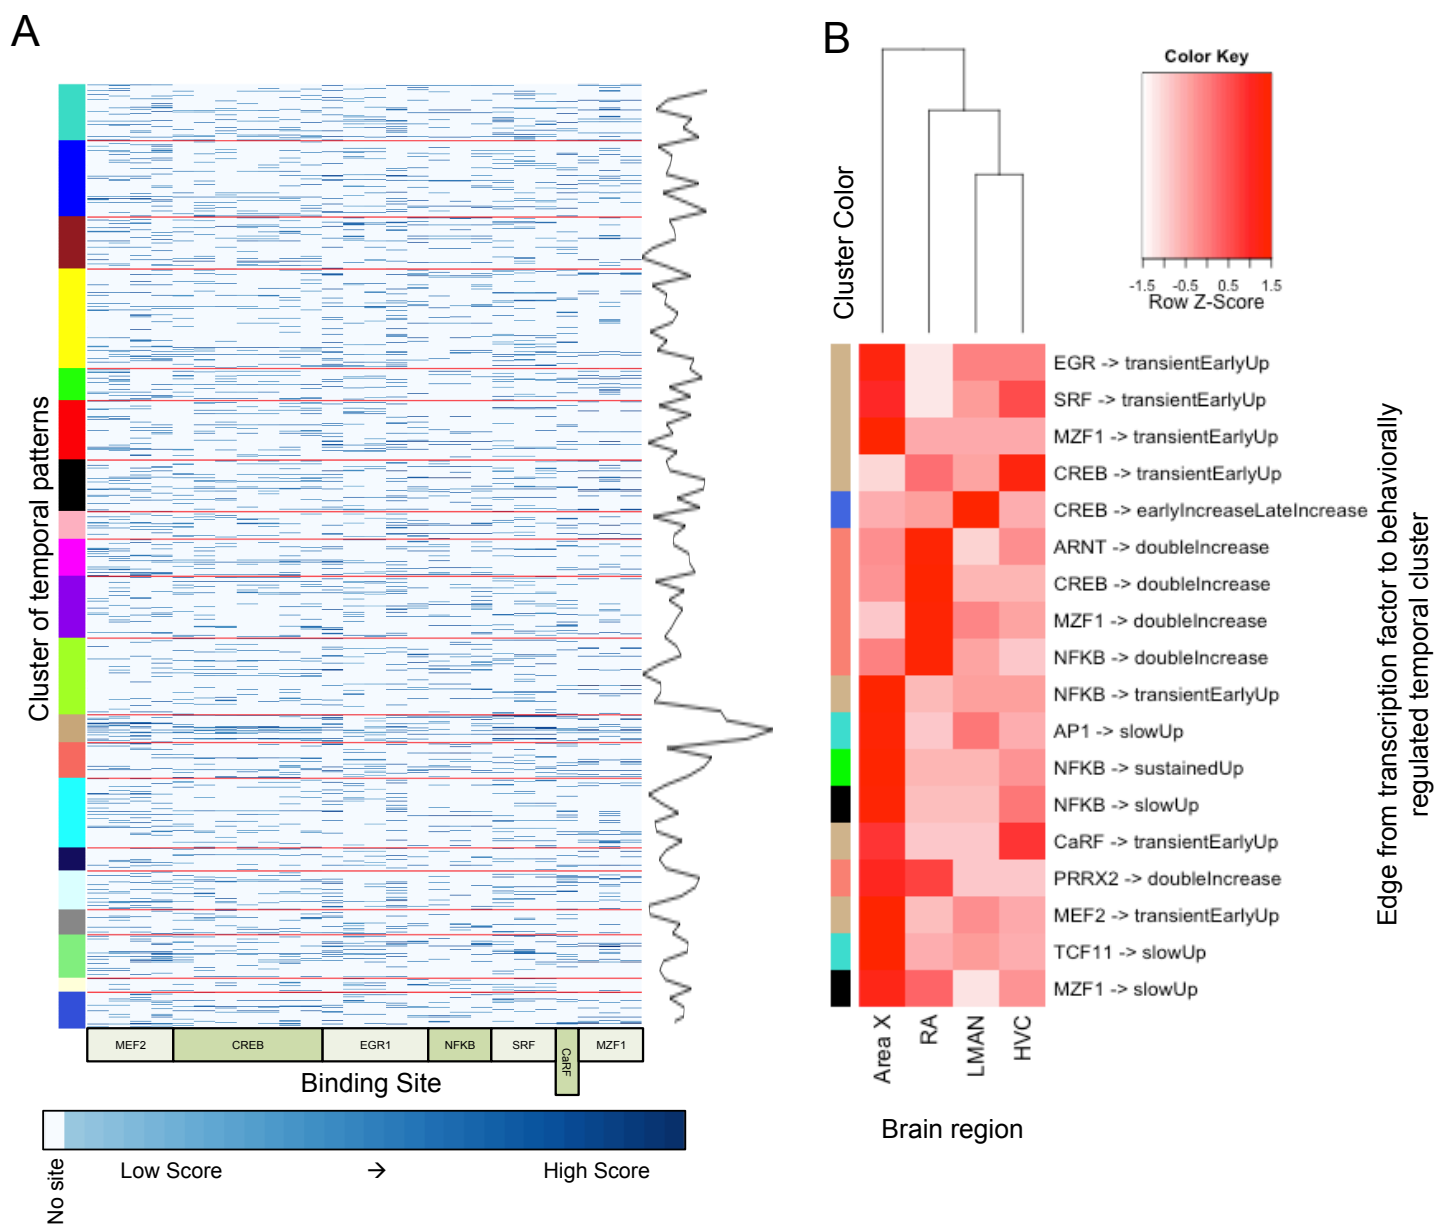 A
Cluster of temporal patterns
MEF2
CREB
EGR1
NFKB
SRF
CaRF
MZF1
Binding Site
No site
Low Score
→
High Score
B
Cluster Color
Color Key
-1.5 -0.5 0.5 1.5
Row Z-Score
EGR -> transientEarlyUp
SRF -> transientEarlyUp
MZF1 -> transientEarlyUp
CREB -> transientEarlyUp
CREB -> earlyIncreaseLateIncrease
ARNT -> doubleIncrease
CREB -> doubleIncrease
MZF1 -> doubleIncrease
NFKB -> doubleIncrease
NFKB -> transientEarlyUp
AP1 -> slowUp
NFKB -> sustainedUp
NFKB -> slowUp
CaRF -> transientEarlyUp
PRRX2 -> doubleIncrease
MEF2 -> transientEarlyUp
TCF11 -> slowUp
MZF1 -> slowUp
Edge from transcription factor to behaviorally
regulated temporal cluster
Area X
RA
LMAN
HVC
Brain region